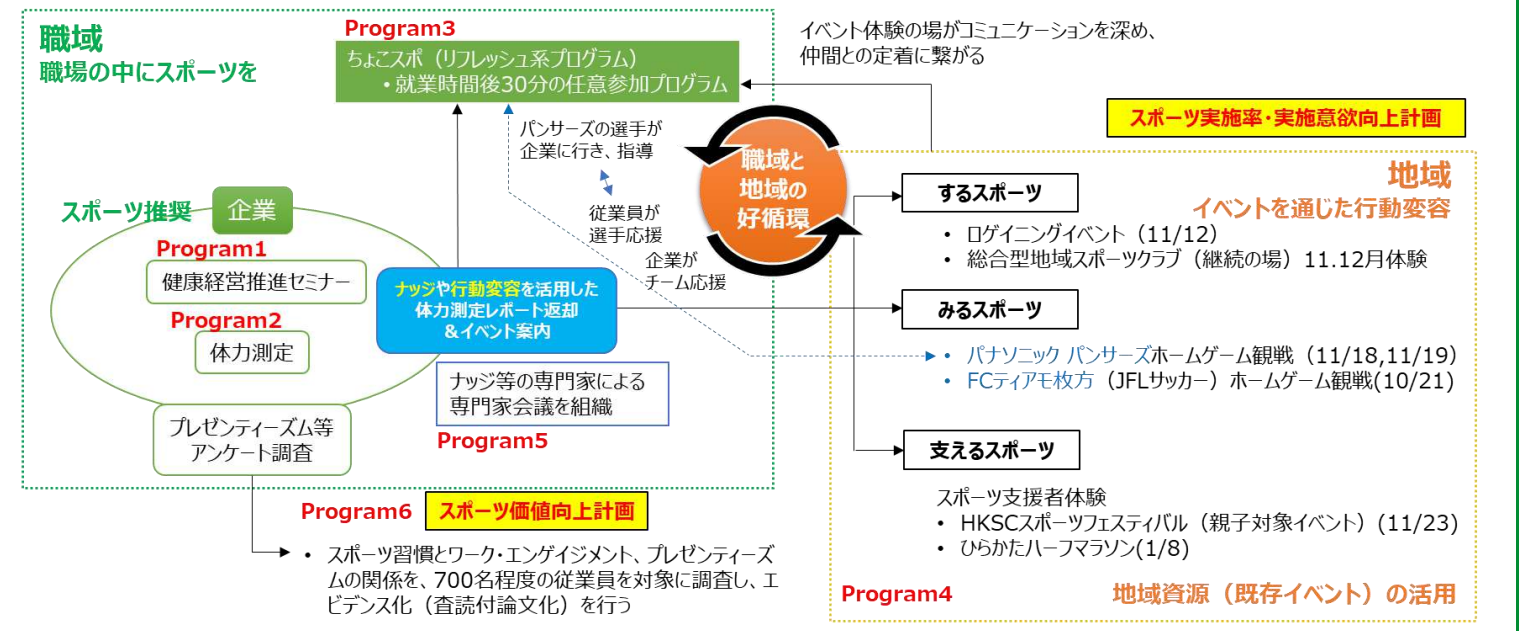 職域
職場の中にスポーツを
Program3
ちょこスポ（リフレッシュ系プログラム）
・就業時間後30分の任意参加プログラム
パンサーズの選手が
企業に行き、指導
従業員が
選手応援
企業が
チーム応援
スポーツ推奨
企業
Program1
健康経営推進セミナー
Program2
体力測定
ナッジや行動変容を活用した
体力測定レポート返却
＆イベント案内
ナッジ等の専門家による
専門家会議を組織
Program5
プレゼンティーズム等
アンケート調査
Program6
スポーツ価値向上計画
• スポーツ習慣とワーク・エンゲイジメント、プレゼンティーズ
ムの関係を、700名程度の従業員を対象に調査し、エ
ビデンス化（査読付論文化）を行う
職域と
地域の
好循環
イベント体験の場がコミュニケーションを深め、
仲間との定着に繋がる
スポーツ実施率・実施意欲向上計画
地域
イベントを通じた行動変容
するスポーツ
• ロゲイニングイベント（11/12）
• 総合型地域スポーツクラブ（継続の場）11.12月体験
みるスポーツ
• パナソニック パンサーズホームゲーム観戦（11/18,11/19）
• FCティアモ枚方（JFLサッカー）ホームゲーム観戦(10/21)
支えるスポーツ
スポーツ支援者体験
• HKSCスポーツフェスティバル（親子対象イベント）(11/23)
• ひらかたハーフマラソン(1/8)
Program4
地域資源（既存イベント）の活用